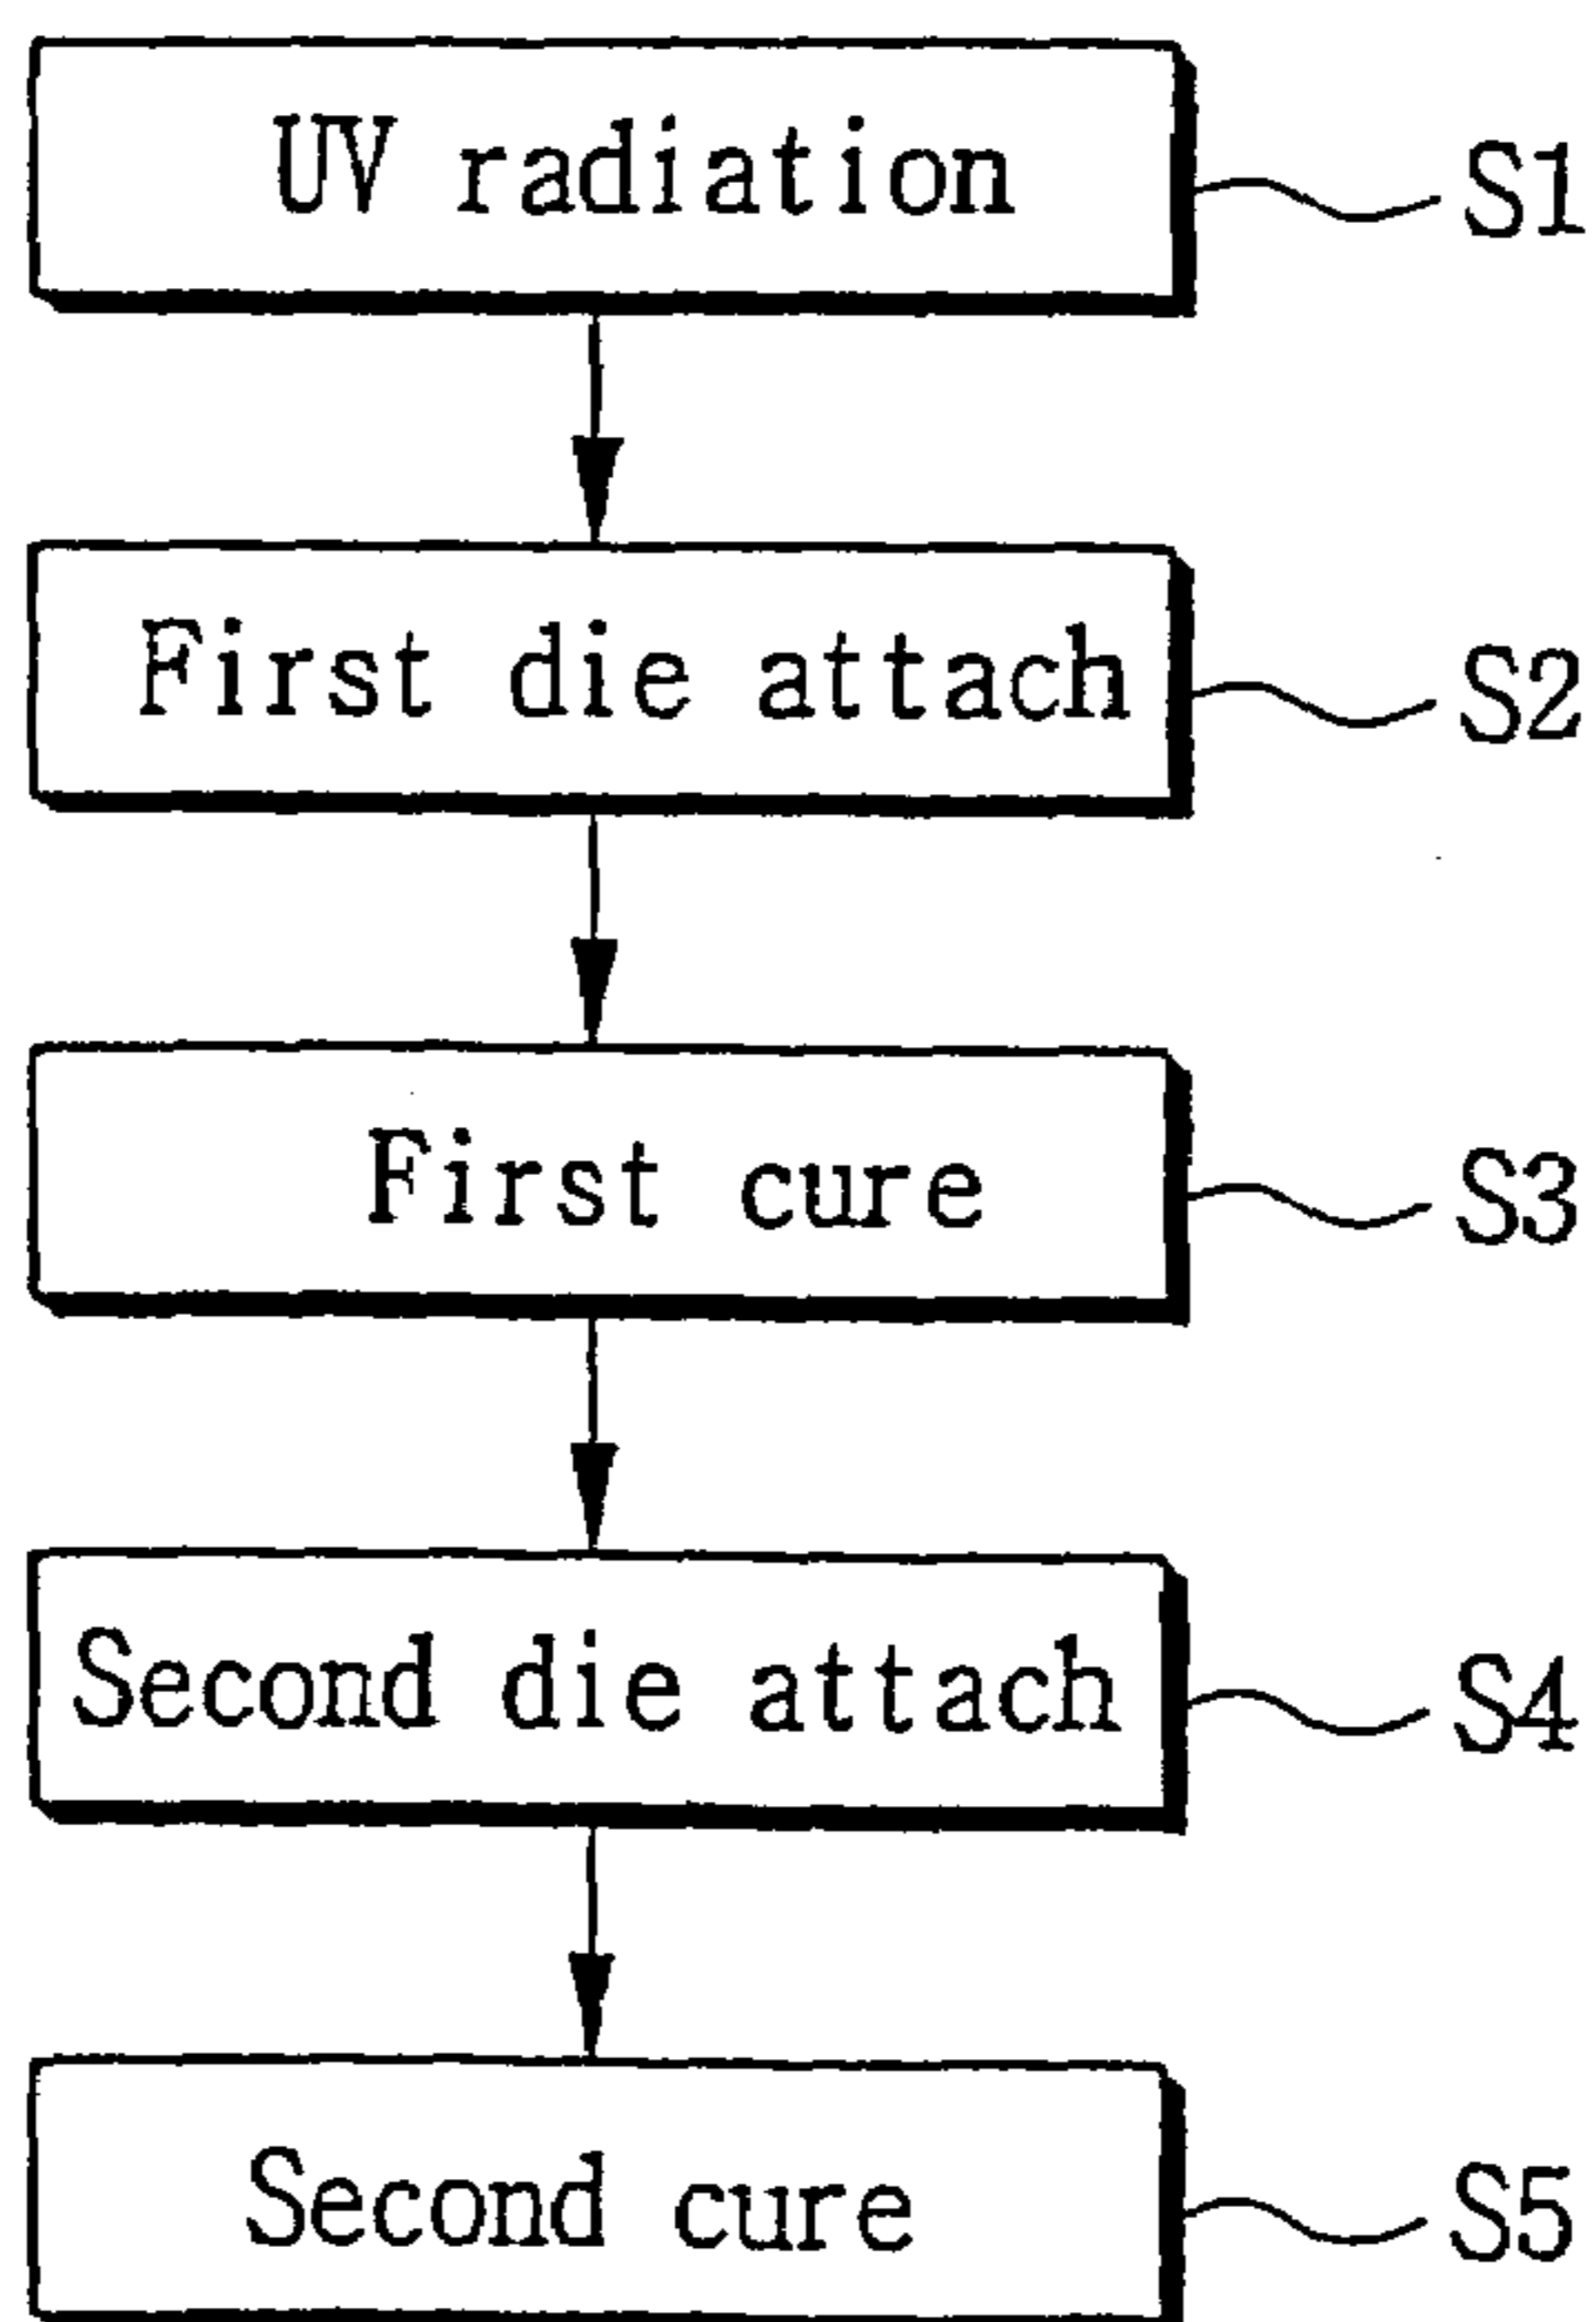 UV radiation S1
First die attach S2
First cure S3
Second die attach S4
Second cure S5